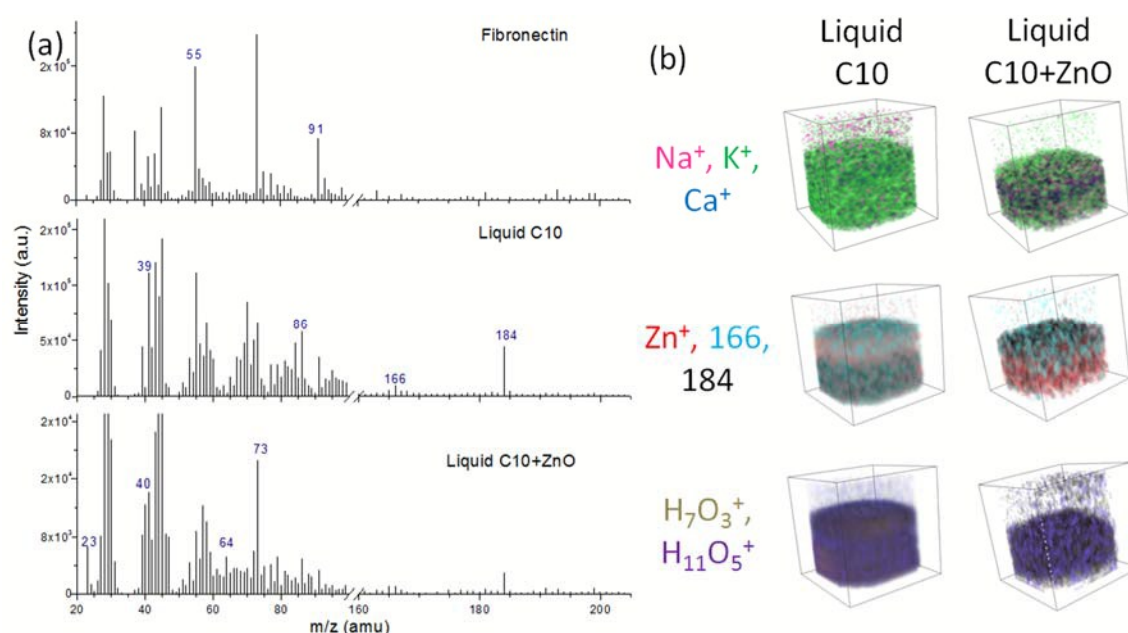 (a)
Fibronectin
55
91
2x10⁵
8x10⁴
0
Liquid C10
39
86
166
184
2x10⁵
1x10⁵
5x10⁴
0
Intensity (a.u.)
Liquid C10+ZnO
23
40
64
73
2x10⁴
2x10⁴
8x10³
0
20 40 60 80 160 180 200
m/z (amu)
(b)
Liquid
C10
Liquid
C10+ZnO
Na⁺, K⁺,
Ca⁺
Zn⁺, 166,
184
H₇O₃⁺,
H₁₁O₅⁺